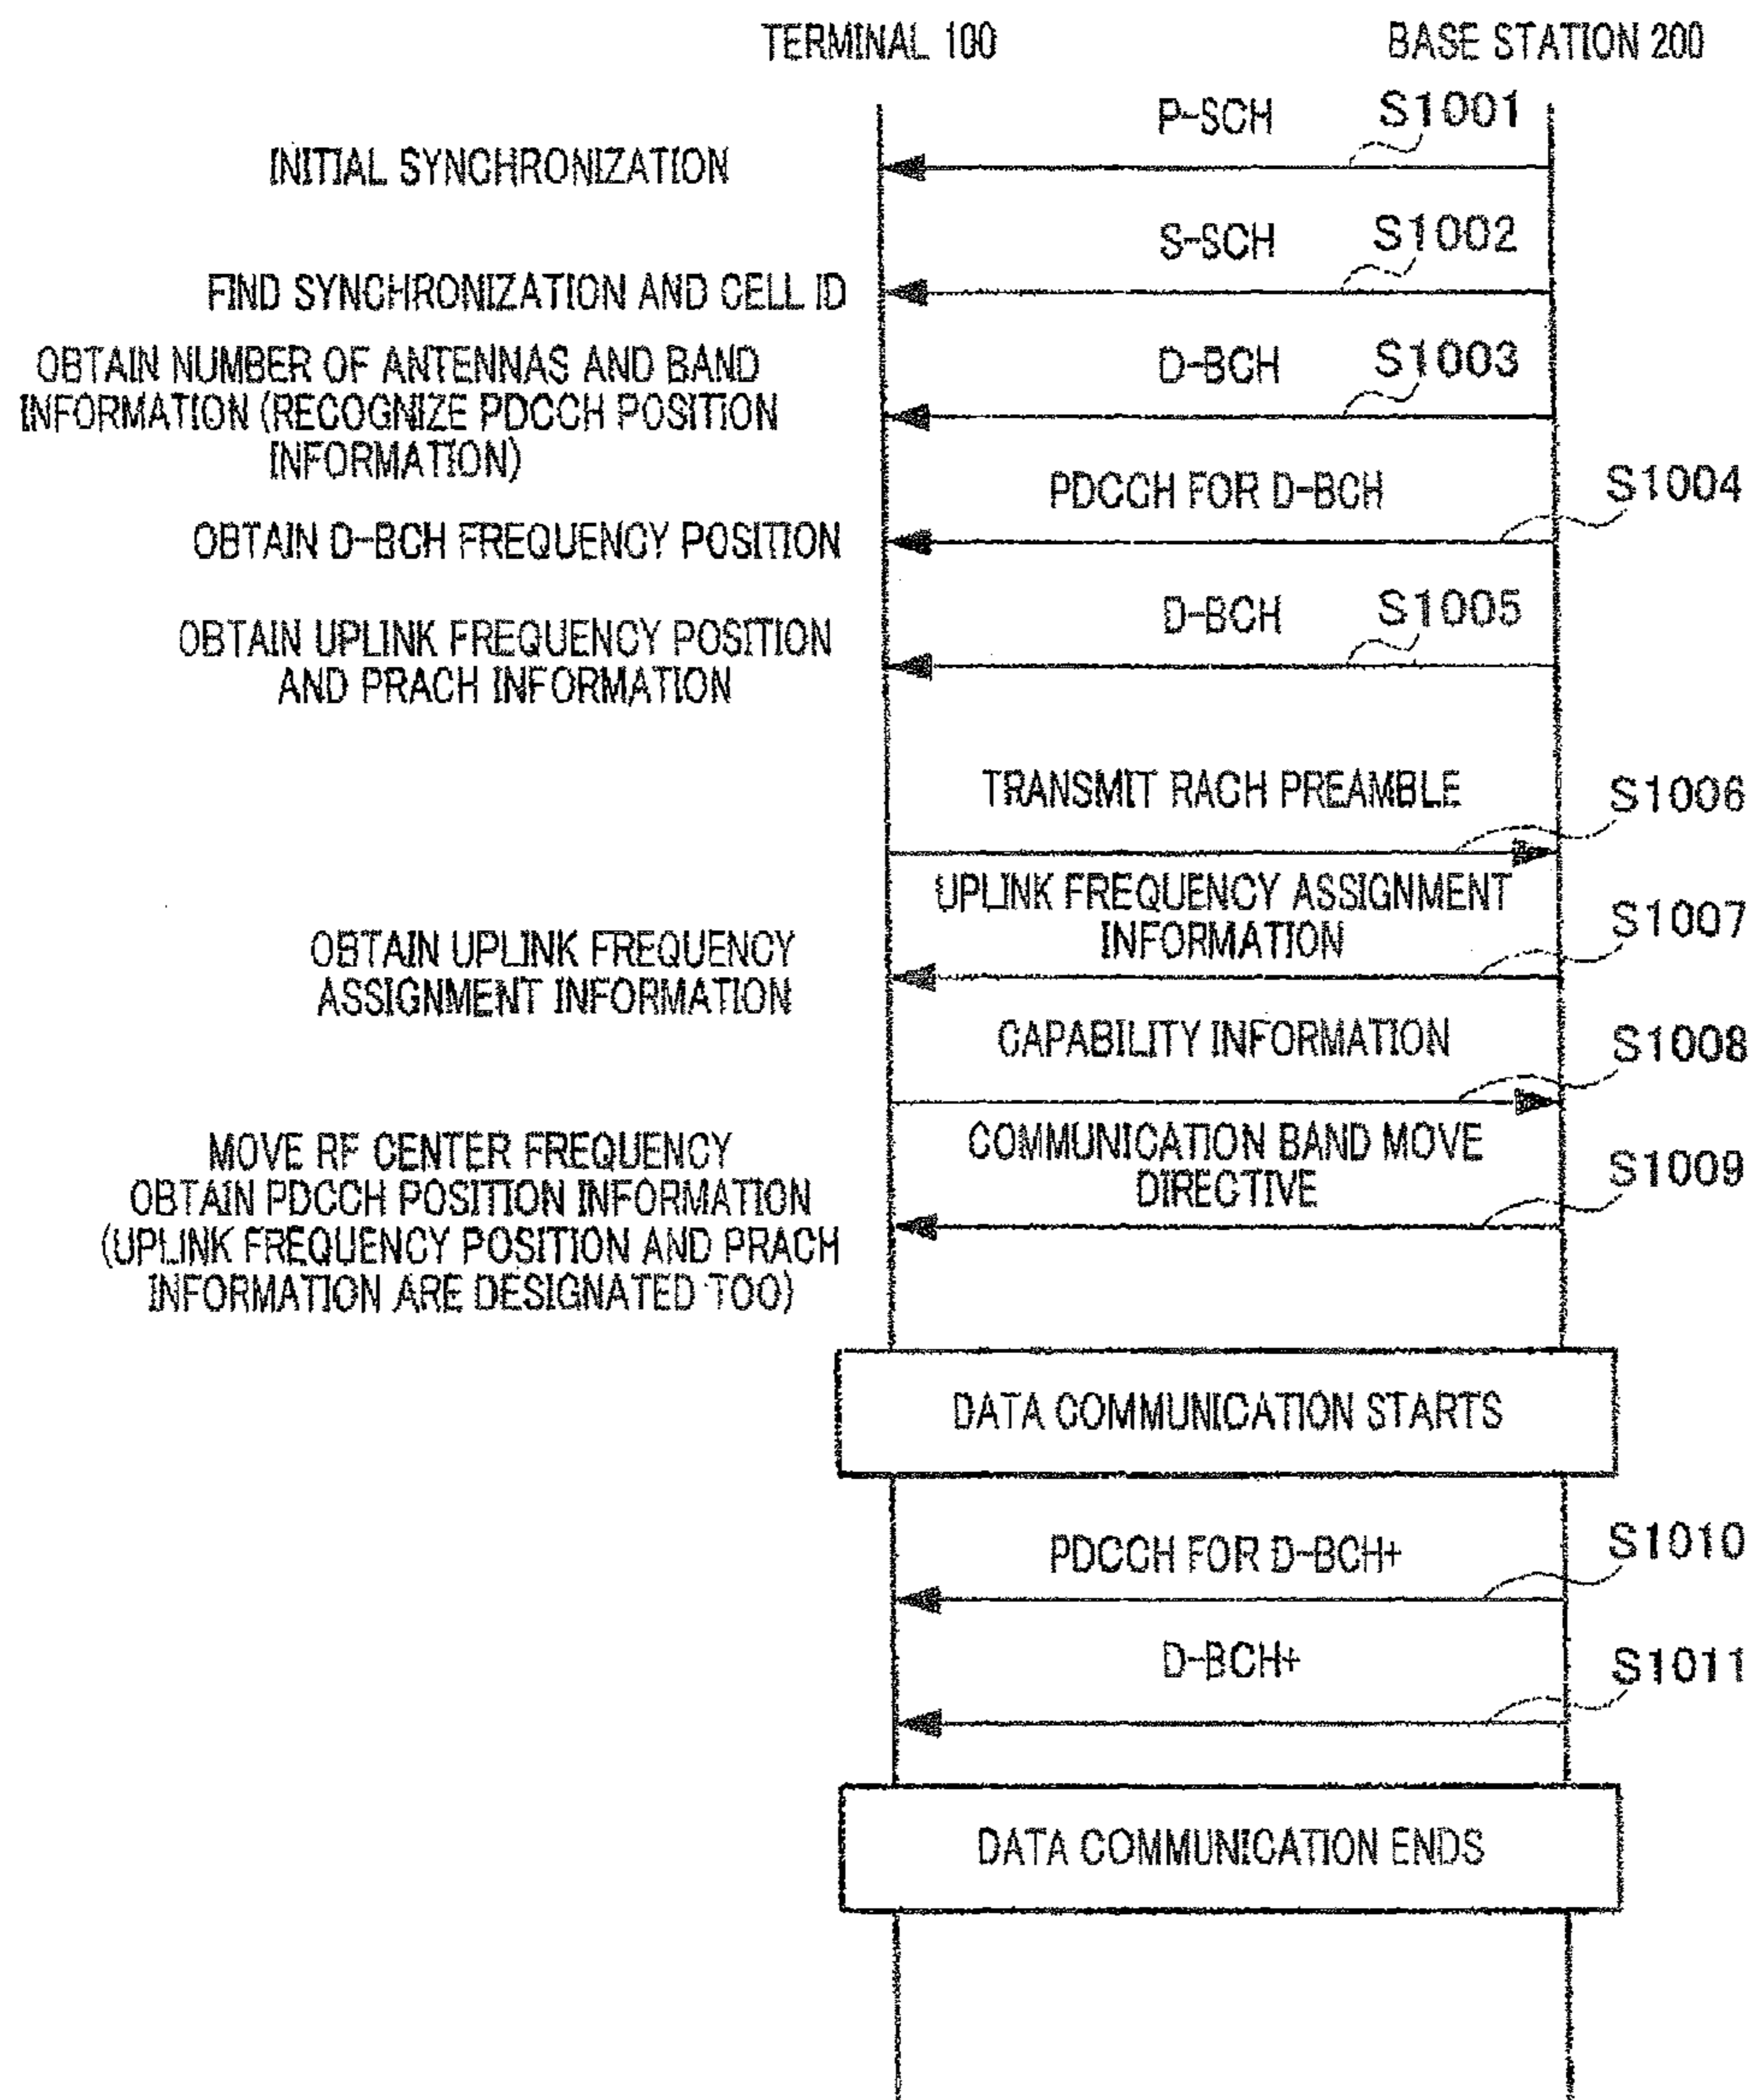 TERMINAL 100
BASE STATION 200
P-SCH
S1001
INITIAL SYNCHRONIZATION
S-SCH
S1002
FIND SYNCHRONIZATION AND CELL ID
OBTAIN NUMBER OF ANTENNAS AND BAND
INFORMATION (RECOGNIZE PDCCH POSITION
INFORMATION)
D-BCH
S1003
PDCCH FOR D-BCH
S1004
OBTAIN D-BCH FREQUENCY POSITION
D-BCH
S1005
OBTAIN UPLINK FREQUENCY POSITION
AND PRACH INFORMATION
TRANSMIT RACH PREAMBLE
S1006
UPLINK FREQUENCY ASSIGNMENT
INFORMATION
S1007
OBTAIN UPLINK FREQUENCY
ASSIGNMENT INFORMATION
CAPABILITY INFORMATION
S1008
COMMUNICATION BAND MOVE
DIRECTIVE
S1009
MOVE RF CENTER FREQUENCY
OBTAIN PDCCH POSITION INFORMATION
(UPLINK FREQUENCY POSITION AND PRACH
INFORMATION ARE DESIGNATED TOO)
DATA COMMUNICATION STARTS
PDCCH FOR D-BCH+
S1010
D-BCH+
S1011
DATA COMMUNICATION ENDS